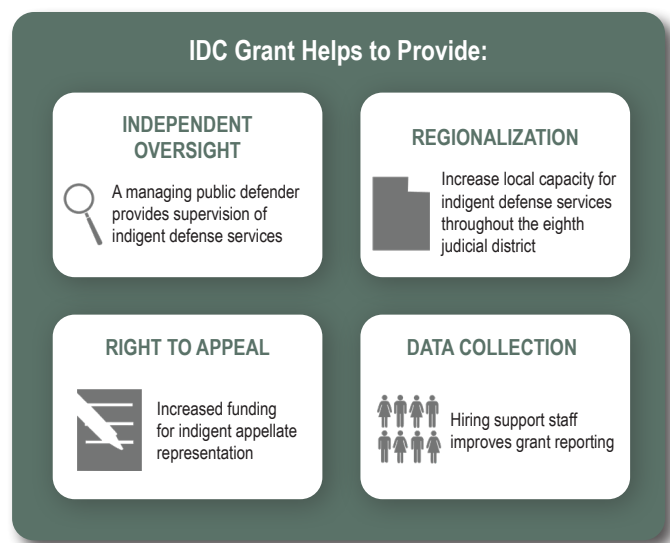 IDC Grant Helps to Provide:
INDEPENDENT
OVERSIGHT
A managing public defender
provides supervision of
indigent defense services
REGIONALIZATION
Increase local capacity for
indigent defense services
throughout the eighth
judicial district
RIGHT TO APPEAL
Increased funding
for indigent appellate
representation
DATA COLLECTION
Hiring support staff
improves grant reporting